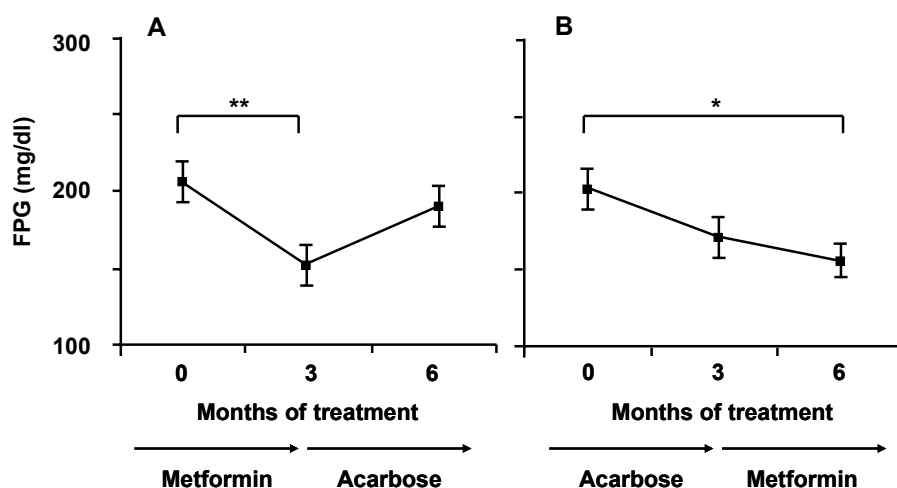 A
B
300
200
100
FPG (mg/dl)
**
*
0 3 6
0 3 6
Months of treatment
Months of treatment
Metformin Acarbose
Acarbose Metformin